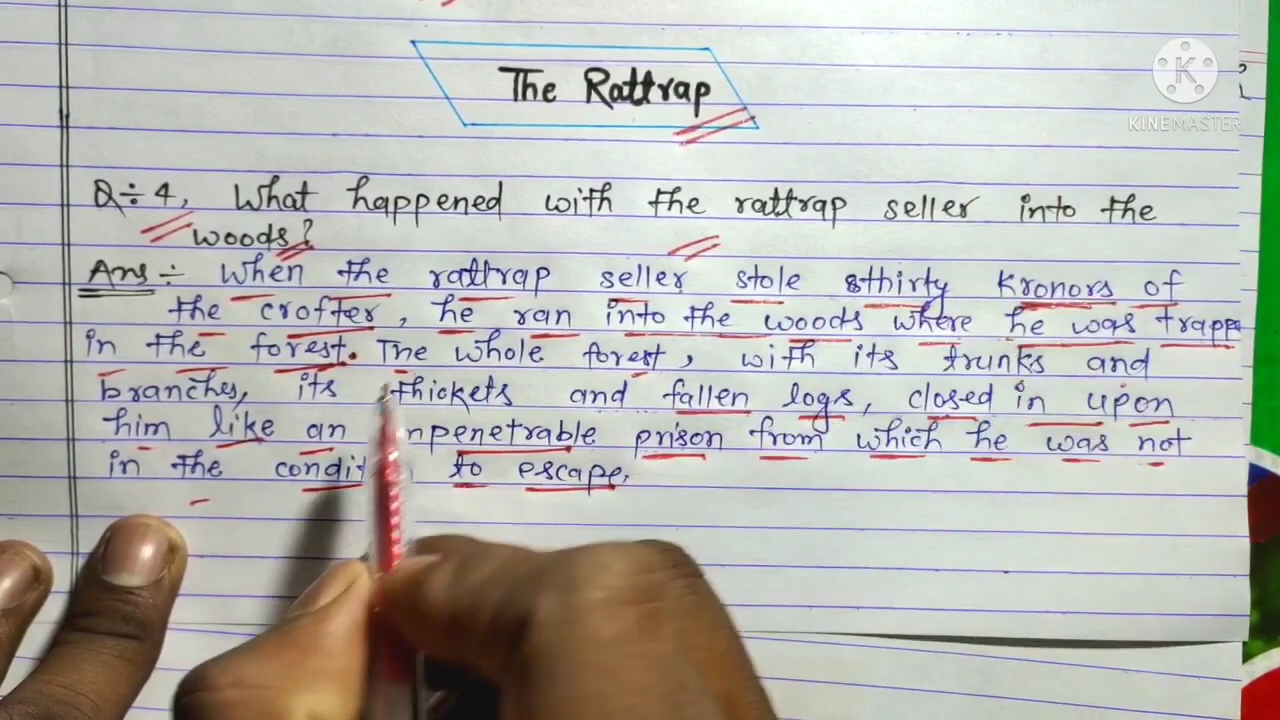 The Rattrap
KINEMASTER
Q÷4, What happened with the rattrap seller into the
woods?
Ans÷ When the rattrap seller stole thirty Kronors of
the crofter, he ran into the woods where he was trappe
in the forest. The whole forest, with its trunks and
branches, its thickets and fallen logs, closed in upon
him like an npenetrable prison from which he was not
in the condit to escape.